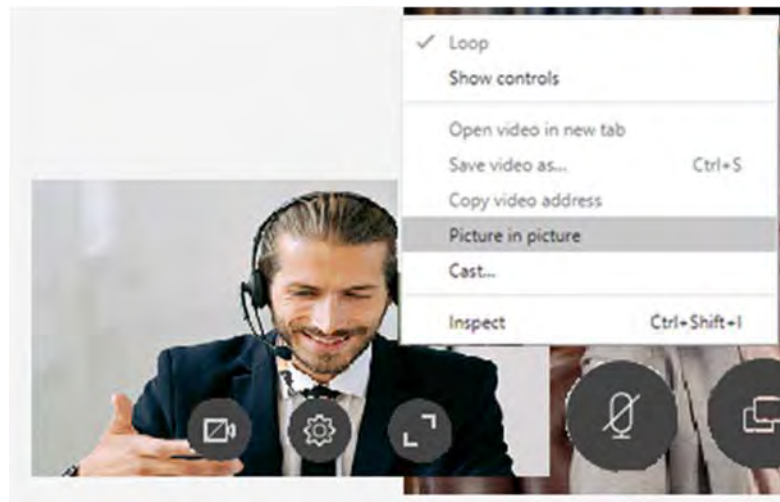 Loop
Show controls
Open video in new tab
Save video as... Ctrl+S
Copy video address
Picture in picture
Cast...
Inspect Ctrl+Shift+I